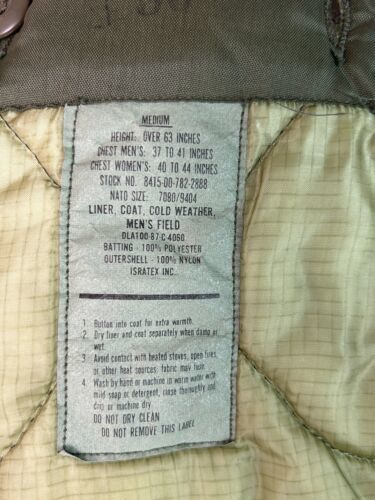 MEDIUM
HEIGHT: OVER 63 INCHES
CHEST MEN'S: 37 TO 41 INCHES
CHEST WOMEN'S: 40 TO 44 INCHES
STOCK NO. 8415-00-782-2888
NATO SIZE: 7080/9404
LINER, COAT, COLD WEATHER,
MEN'S FIELD
DLA100-87-C-4060
BATTING - 100% POLYESTER
OUTERSHELL - 100% NYLON
ISRATEX INC.
1. Button into coat for extra warmth.
2. Dry liner and coat separately when damp or
wet.
3. Avoid contact with heated stoves, open fires,
or other heat sources; fabric may fuse.
4. Wash by hand or machine in warm water with
mild soap or detergent, rinse thoroughly and
drip or machine dry.
DO NOT DRY CLEAN
DO NOT REMOVE THIS LABEL